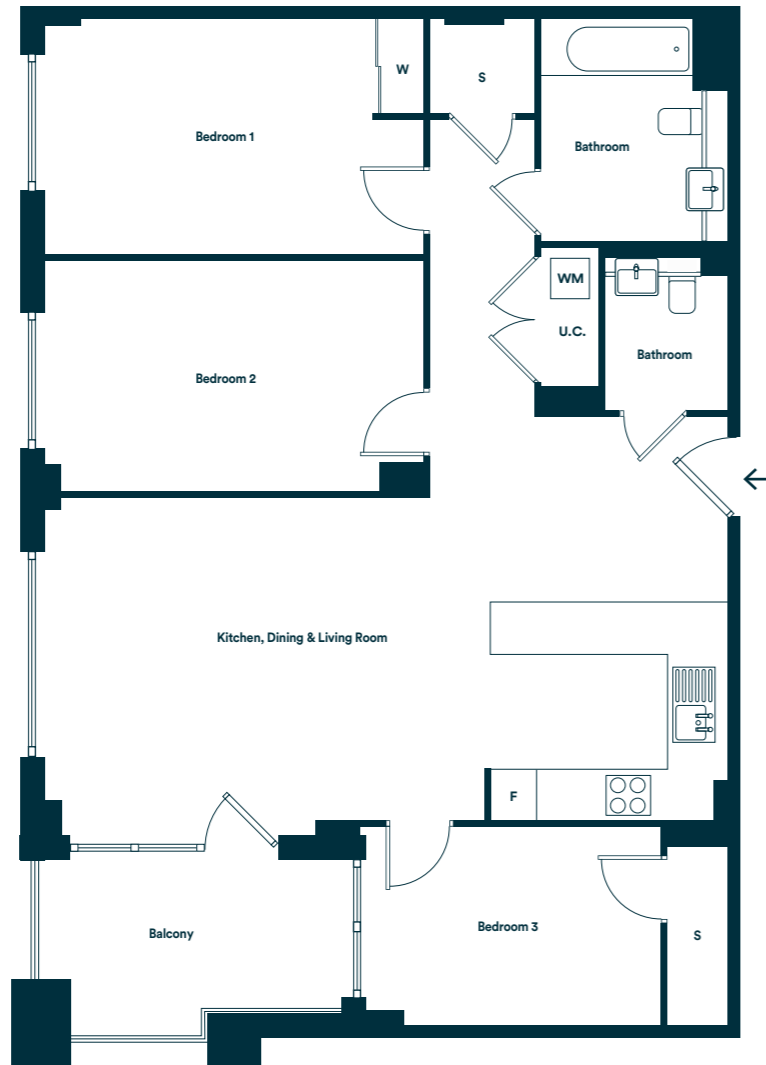 W
S
Bedroom 1
Bathroom
WM
U.C.
Bathroom
Bedroom 2
Kitchen, Dining & Living Room
F
Bedroom 3
Balcony
S